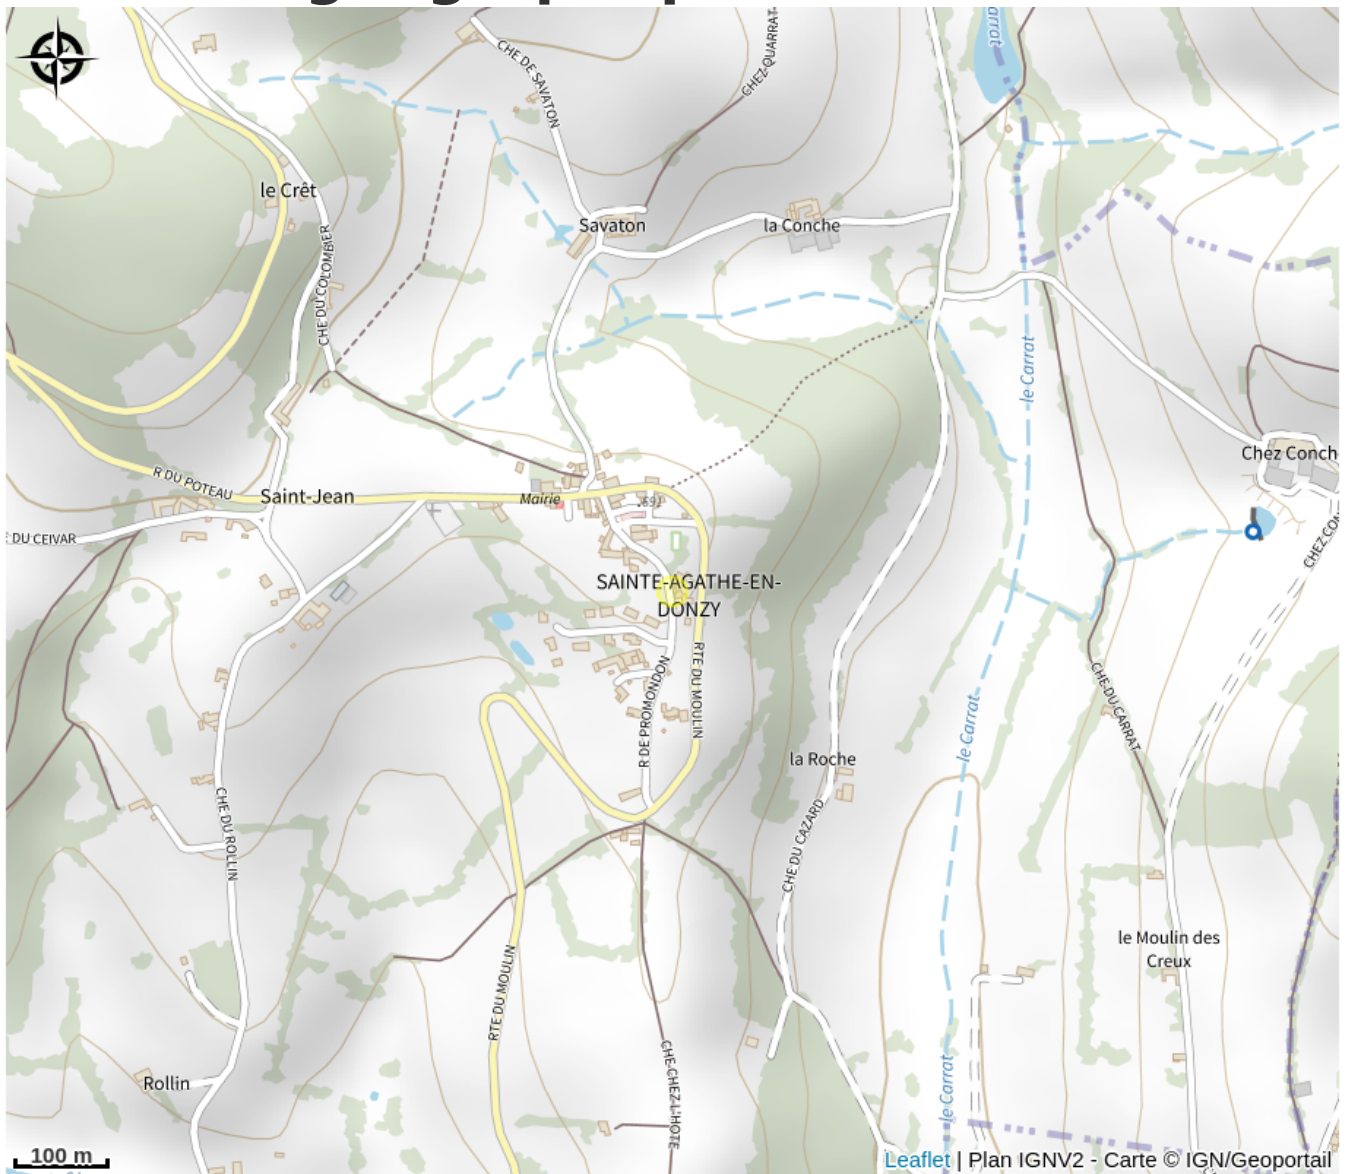 CHE DE SAVATON
CHEZ QUARRAT
Carrat
le Crêt
Savaton
la Conche
CHE DU COLOMBIER
le Carrat
Chez Conch
R DU POTEAU
Saint-Jean
Mairie
691
E DU CEIVAR
CHEZ CON
SAINTE-AGATHE-EN-
DONZY
RTE DU MOULIN
R DE PROMONDON
CHE DU CARRAT
le Carrat
la Roche
CHE DU ROLLIN
CHE DU CAZARD
le Moulin des
Creux
RTE DU MOULIN
CHE CHEZ L'HOTE
Rollin
le Carrat
100 m
Leaflet | Plan IGNV2 - Carte © IGN/Geoportail